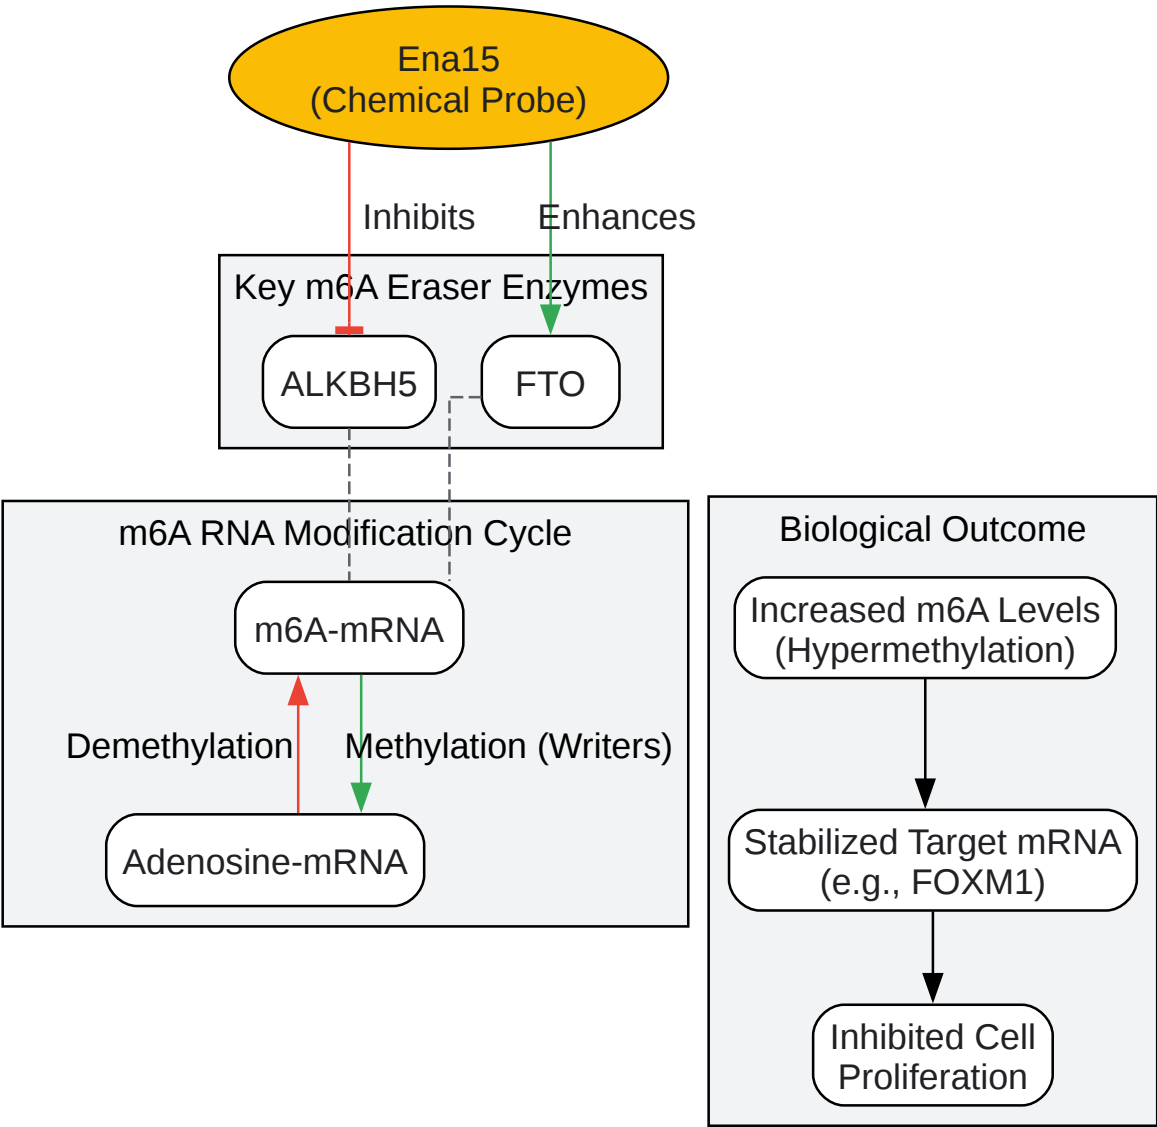 Ena15
(Chemical Probe)
Inhibits
Enhances
Key m6A Eraser Enzymes
ALKBH5
FTO
m6A RNA Modification Cycle
m6A-mRNA
Demethylation
Methylation (Writers)
Adenosine-mRNA
Biological Outcome
Increased m6A Levels
(Hypermethylation)
Stabilized Target mRNA
(e.g., FOXM1)
Inhibited Cell
Proliferation